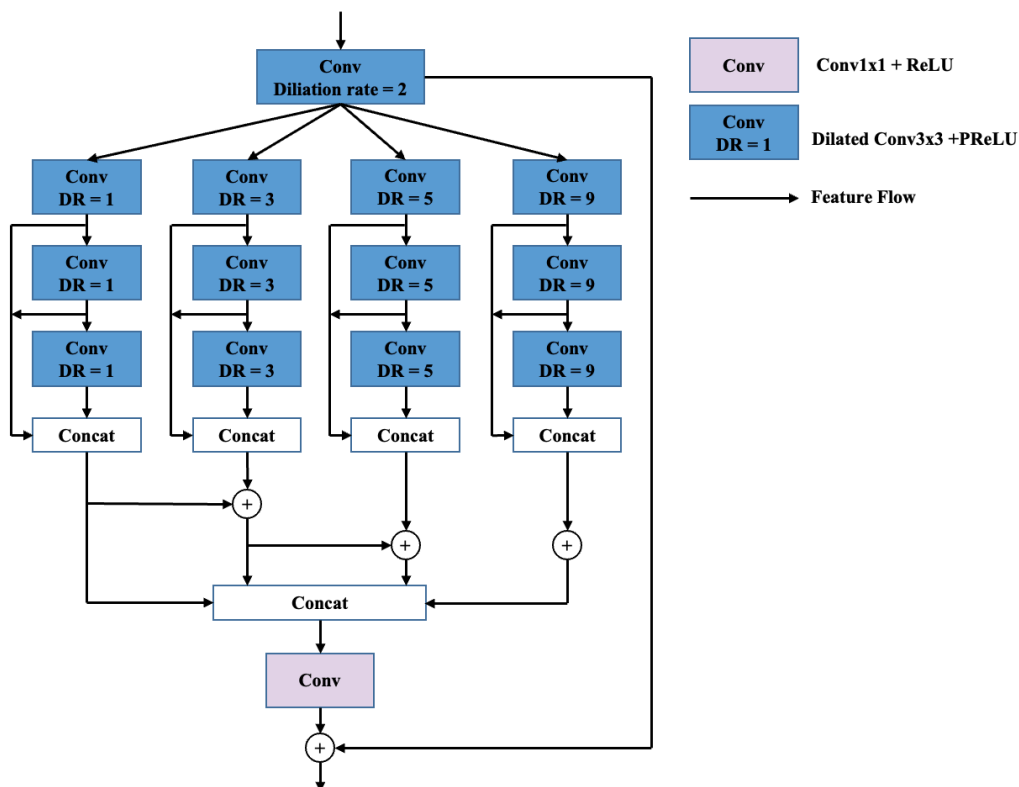 Conv
Diliation rate = 2
Conv
Conv1x1 + ReLU
Conv
DR = 1
Dilated Conv3x3 +PReLU
Feature Flow
Conv
DR = 1
Conv
DR = 3
Conv
DR = 5
Conv
DR = 9
Conv
DR = 1
Conv
DR = 3
Conv
DR = 5
Conv
DR = 9
Conv
DR = 1
Conv
DR = 3
Conv
DR = 5
Conv
DR = 9
Concat
Concat
Concat
Concat
+
+
+
Concat
Conv
+